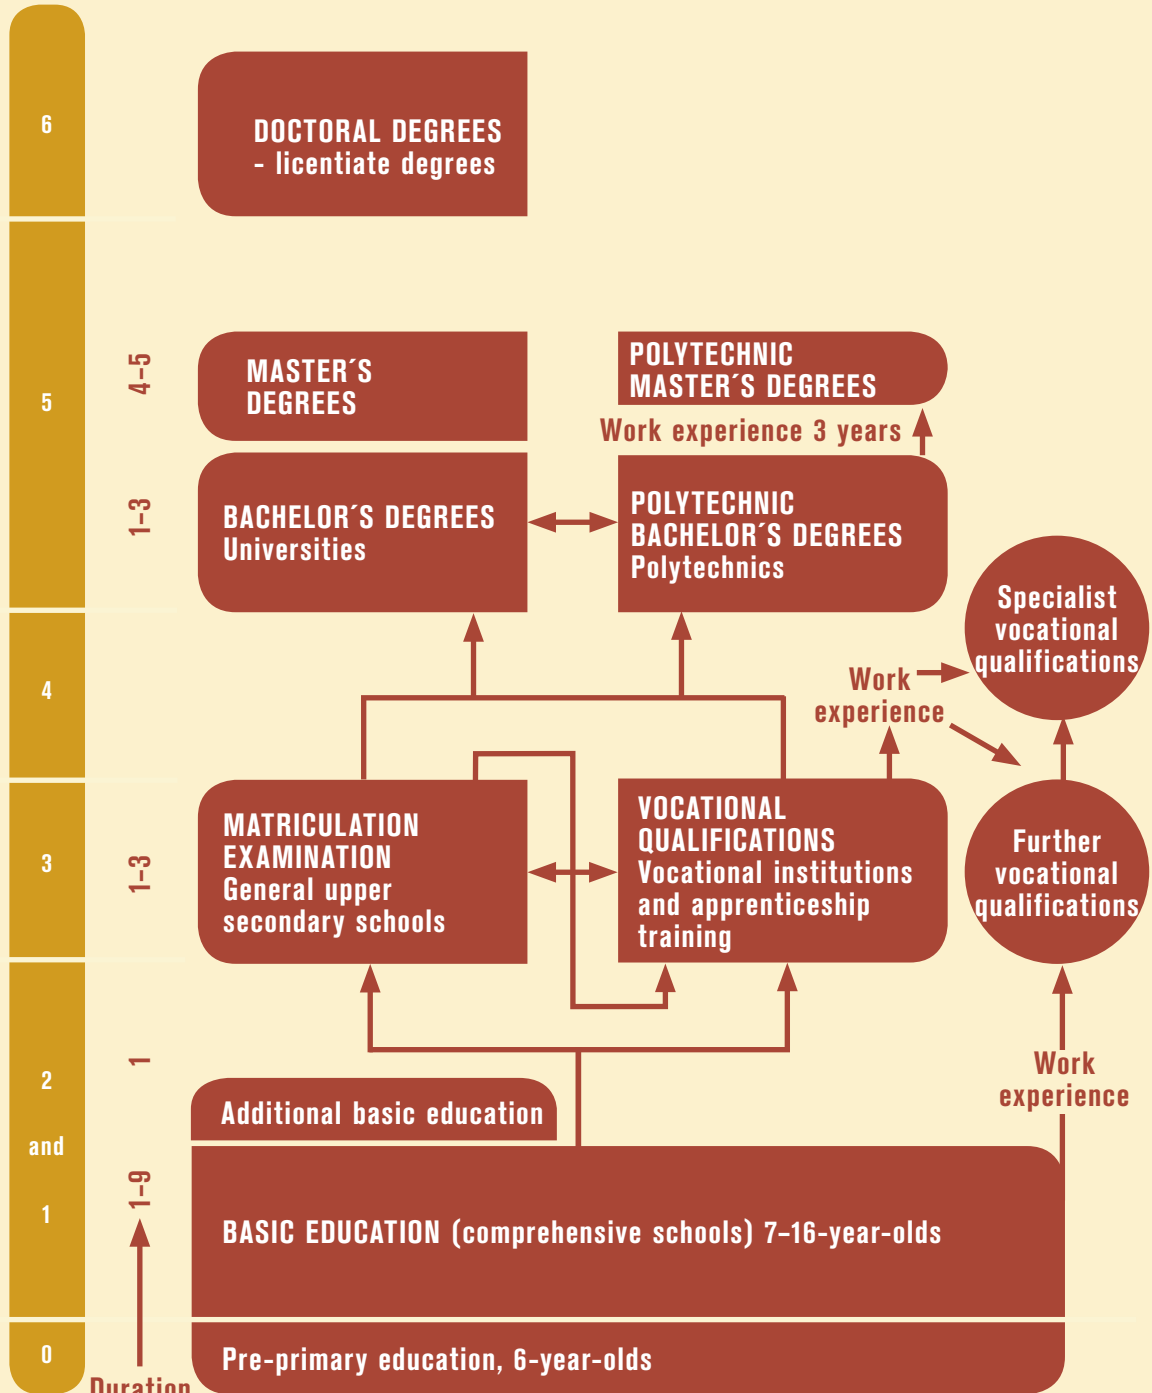 6
DOCTORAL DEGREES
- licentiate degrees
5
4–5
MASTER´S
DEGREES
POLYTECHNIC
MASTER´S DEGREES
Work experience 3 years
1–3
BACHELOR´S DEGREES
Universities
POLYTECHNIC
BACHELOR´S DEGREES
Polytechnics
Specialist
vocational
qualifications
4
Work
experience
3
1–3
MATRICULATION
EXAMINATION
General upper
secondary schools
VOCATIONAL
QUALIFICATIONS
Vocational institutions
and apprenticeship
training
Further
vocational
qualifications
2
and
1
1
Additional basic education
Work
experience
1–9
BASIC EDUCATION (comprehensive schools) 7–16-year-olds
0
Pre-primary education, 6-year-olds
Duration